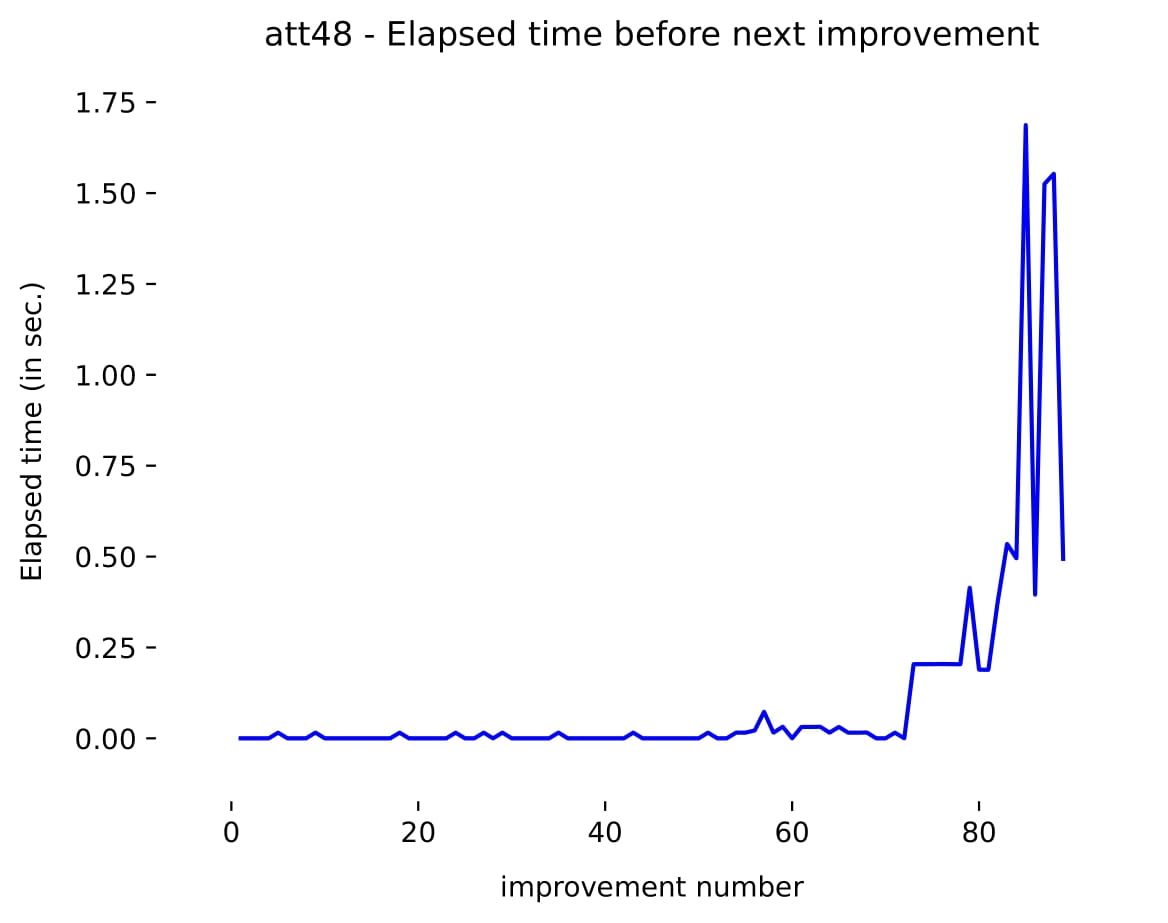 att48 - Elapsed time before next improvement
1.75
1.50
1.25
1.00
0.75
0.50
0.25
0.00
Elapsed time (in sec.)
0 20 40 60 80
improvement number